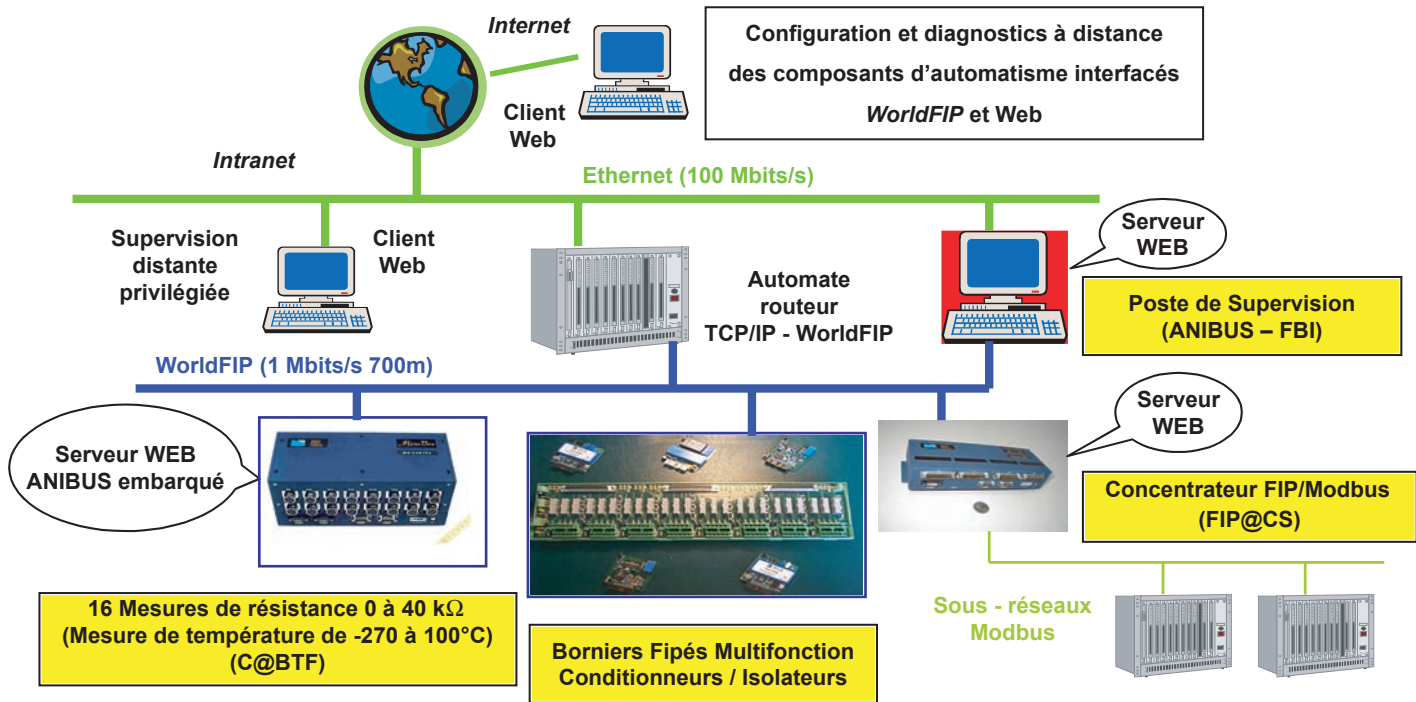 Internet
Client
Web
Configuration et diagnostics à distance
des composants d'automatisme interfacés
WorldFIP et Web
Intranet
Ethernet (100 Mbits/s)
Supervision
distante
privilégiée
Client
Web
Automate
routeur
TCP/IP - WorldFIP
Serveur
WEB
Poste de Supervision
(ANIBUS – FBI)
WorldFIP (1 Mbits/s 700m)
Serveur WEB
ANIBUS embarqué
Serveur
WEB
Concentrateur FIP/Modbus
(FIP@CS)
16 Mesures de résistance 0 à 40 kΩ
(Mesure de température de -270 à 100°C)
(C@BTF)
Borniers Fipés Multifonction
Conditionneurs / Isolateurs
Sous - réseaux
Modbus